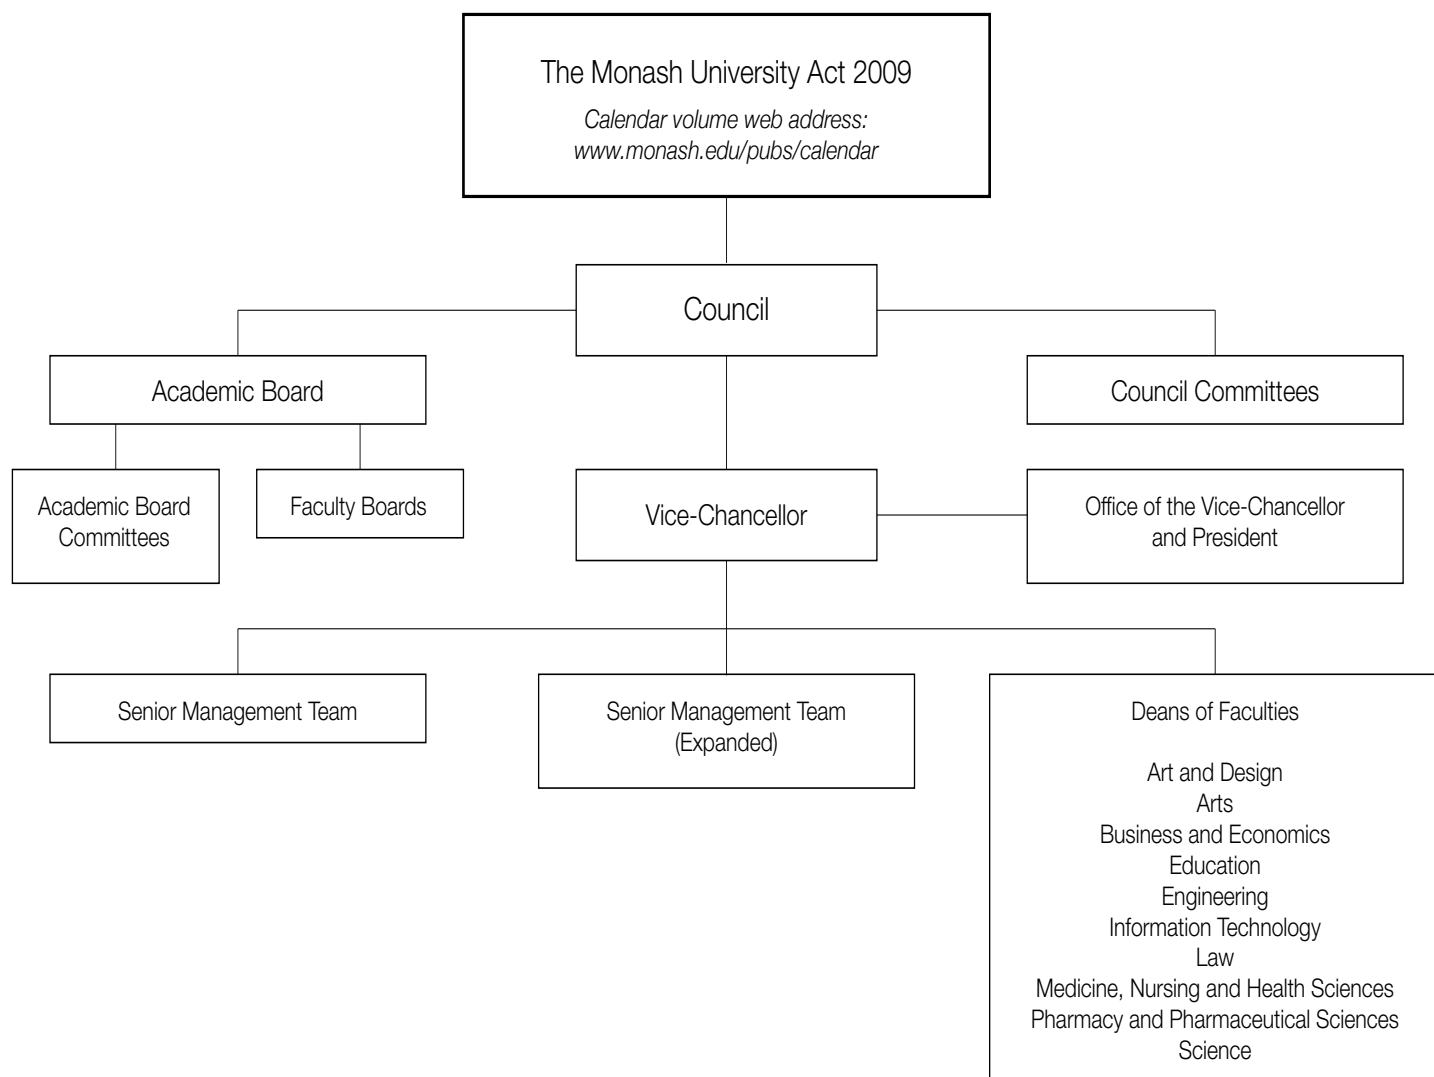 The Monash University Act 2009
Calendar volume web address:
www.monash.edu/pubs/calendar
Council
Academic Board
Council Committees
Academic Board
Committees
Faculty Boards
Vice-Chancellor
Office of the Vice-Chancellor
and President
Senior Management Team
Senior Management Team
(Expanded)
Deans of Faculties
Art and Design
Arts
Business and Economics
Education
Engineering
Information Technology
Law
Medicine, Nursing and Health Sciences
Pharmacy and Pharmaceutical Sciences
Science